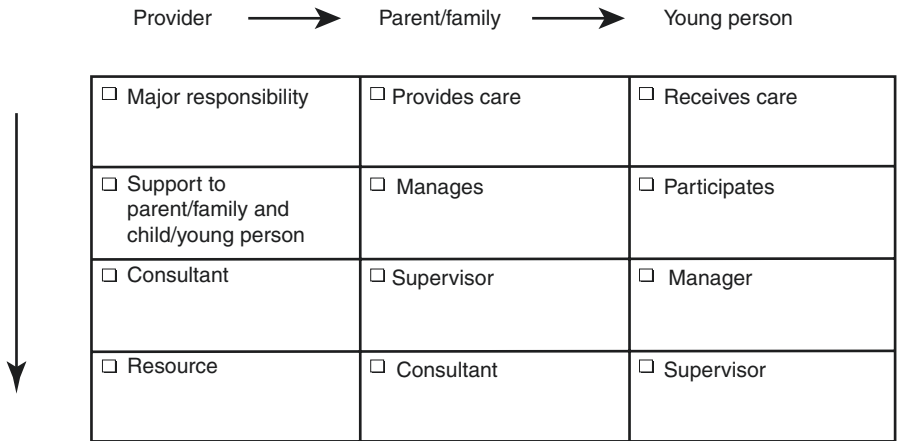 Provider Parent/family Young person
☐ Major responsibility ☐ Provides care ☐ Receives care
☐ Support to
parent/family and
child/young person
☐ Manages ☐ Participates
☐ Consultant ☐ Supervisor ☐ Manager
☐ Resource ☐ Consultant ☐ Supervisor